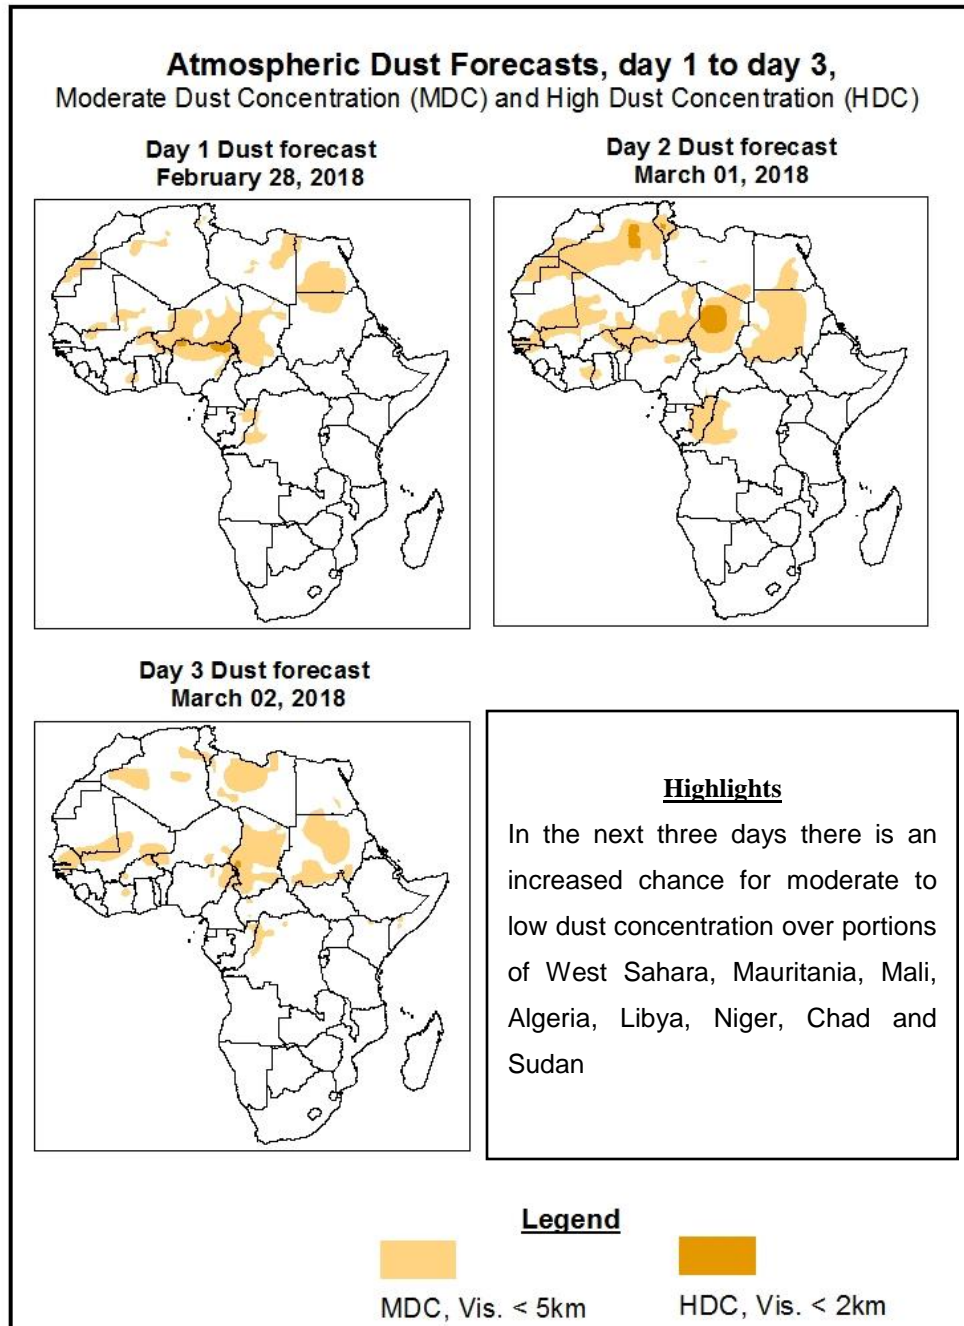 Atmospheric Dust Forecasts, day 1 to day 3,
Moderate Dust Concentration (MDC) and High Dust Concentration (HDC)
Day 1 Dust forecast
February 28, 2018
Day 2 Dust forecast
March 01, 2018
Day 3 Dust forecast
March 02, 2018
Highlights
In the next three days there is an
increased chance for moderate to
low dust concentration over portions
of West Sahara, Mauritania, Mali,
Algeria, Libya, Niger, Chad and
Sudan
Legend
MDC, Vis. < 5km
HDC, Vis. < 2km